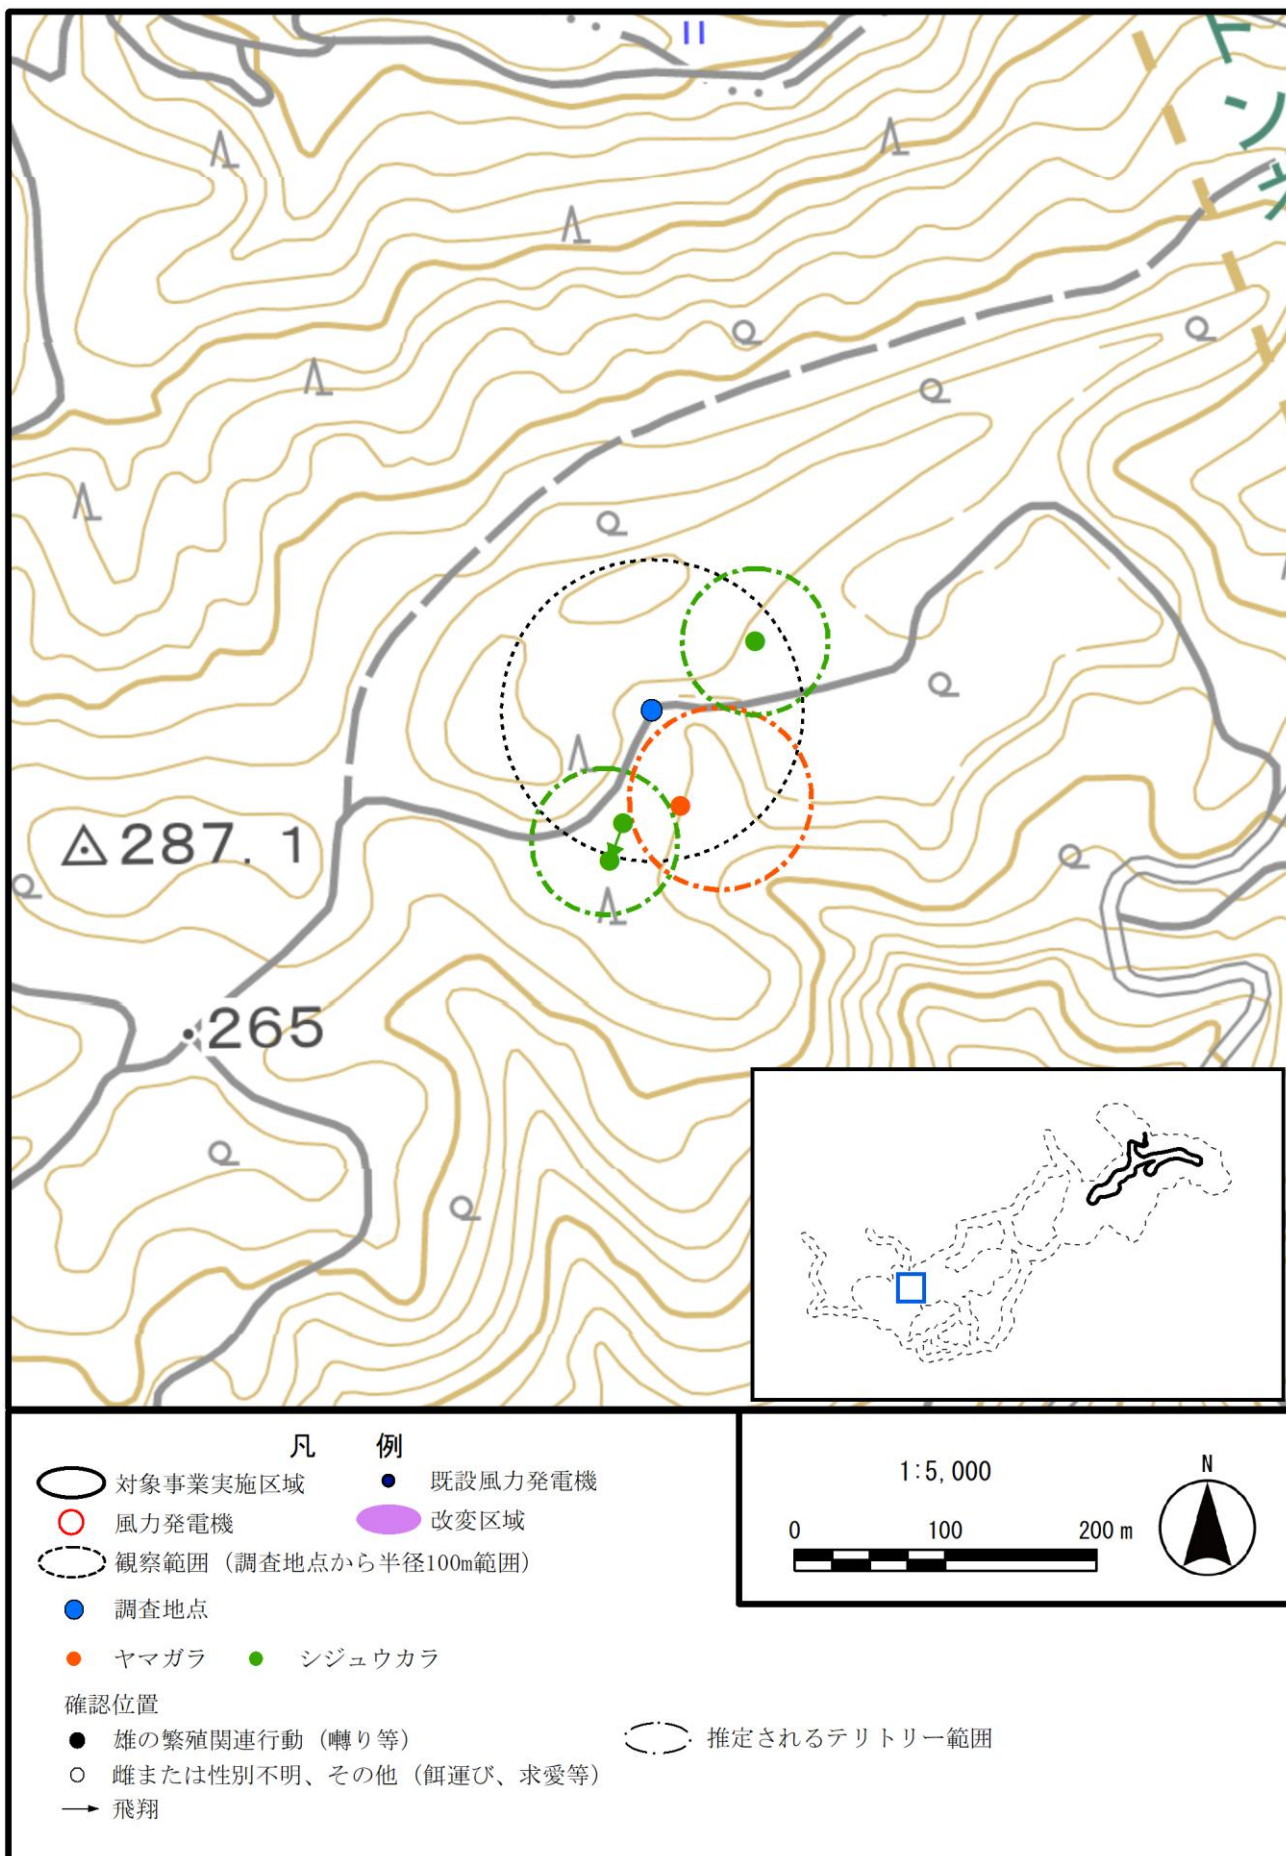 トンネ
287.1
265
凡 例
対象事業実施区域
既設風力発電機
風力発電機
改変区域
観察範囲（調査地点から半径100m範囲）
調査地点
ヤマガラ
シジュウカラ
確認位置
雄の繁殖関連行動（囀り等）
推定されるテリトリー範囲
雌または性別不明、その他（餌運び、求愛等）
飛翔
1:5,000
0 100 200 m
N